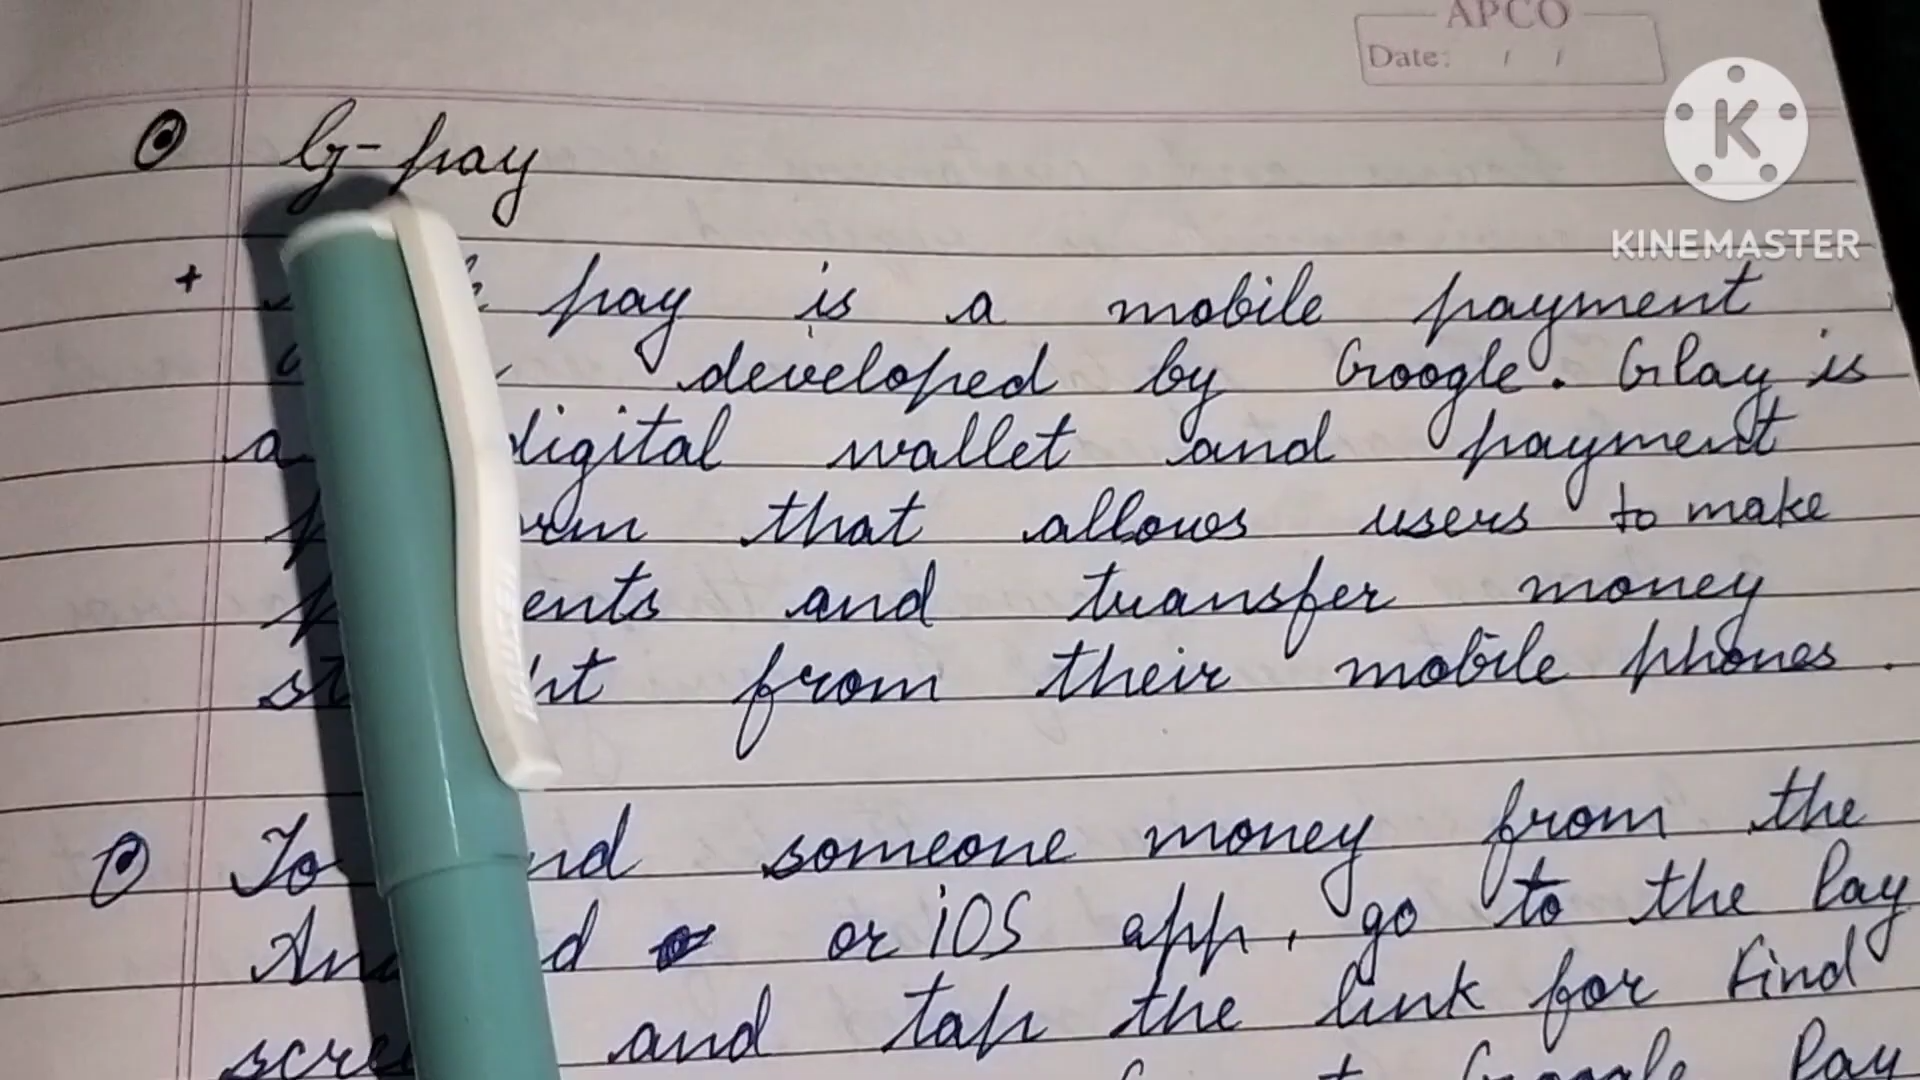 APCO
Date: / /
K
KINEMASTER
G-pay
pay is a mobile payment
developed by Google. GPay is
a digital wallet and payment
that allows users to make
and transfer money
from their mobile phones.
To someone money from the
or iOS app, go to the Pay
and tap the link for Find
Google Pay